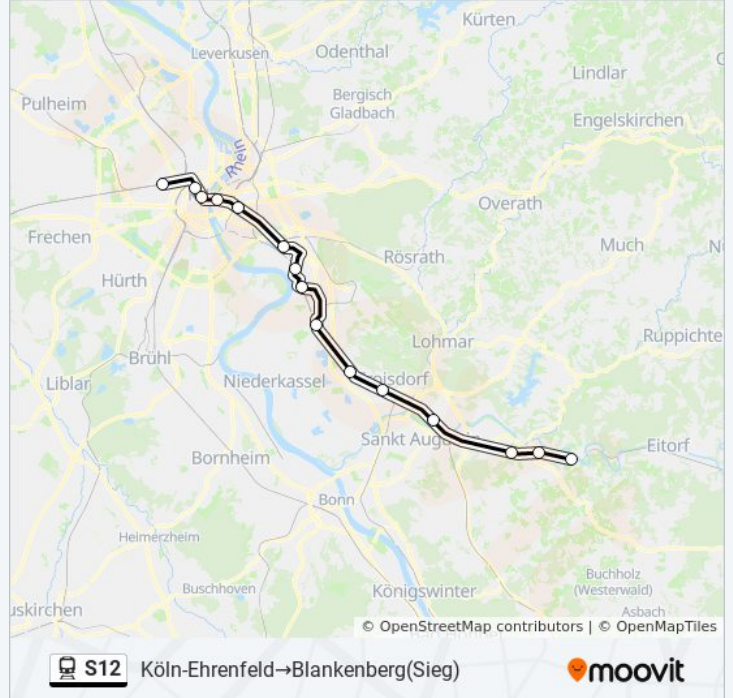 Kürten
Leverkusen
Odenthal
Lindlar
Pulheim
Bergisch
Gladbach
Engelskirchen
Rhein
Overath
Frechen
Rösrath
Much
Hürth
Lohmar
Ruppichte
Brühl
Liblar
Niederkassel
oisdorf
Sankt Aug
Eitorf
Bornheim
Bonn
Heimerzheim
Buschhoven
Königswinter
Buchholz
(Westerwald)
uskirchen
Asbach
© OpenStreetMap contributors | © OpenMapTiles
S12 Köln-Ehrenfeld→Blankenberg(Sieg) moovit